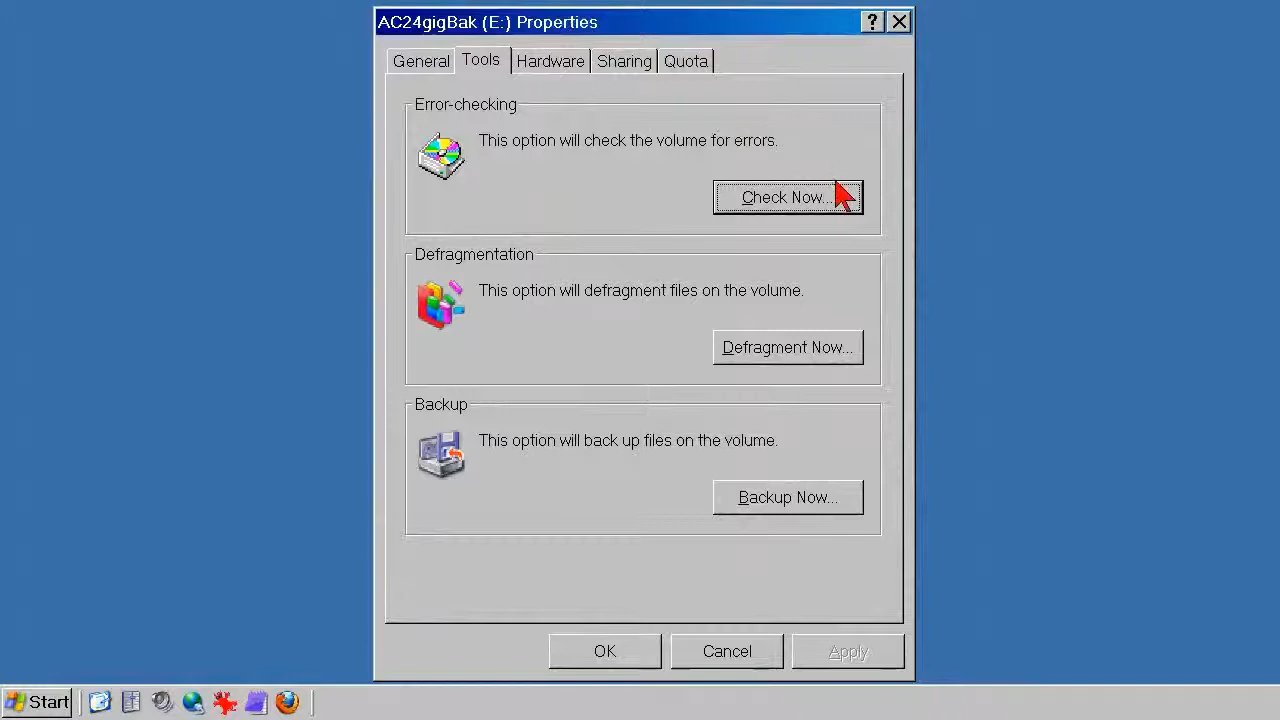 AC24gigBak (E:) Properties
General Tools Hardware Sharing Quota
Error-checking
This option will check the volume for errors.
Check Now...
Defragmentation
This option will defragment files on the volume.
Defragment Now...
Backup
This option will back up files on the volume.
Backup Now...
OK Cancel Apply
Start